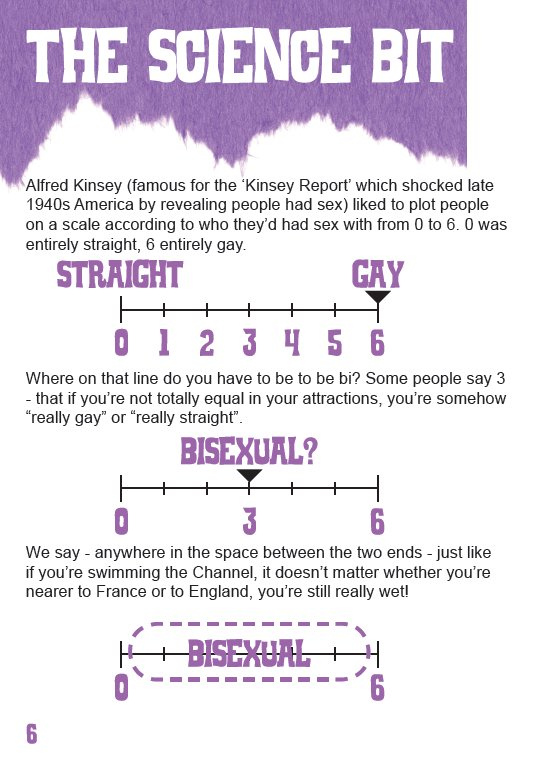 THE SCIENCE BIT
Alfred Kinsey (famous for the ‘Kinsey Report’ which shocked late
1940s America by revealing people had sex) liked to plot people
on a scale according to who they’d had sex with from 0 to 6. 0 was
entirely straight, 6 entirely gay.
STRAIGHT GAY
0 1 2 3 4 5 6
Where on that line do you have to be to be bi? Some people say 3
- that if you’re not totally equal in your attractions, you’re somehow
“really gay” or “really straight”.
BISEXUAL?
0 3 6
We say - anywhere in the space between the two ends - just like
if you’re swimming the Channel, it doesn’t matter whether you’re
nearer to France or to England, you’re still really wet!
BISEXUAL
0 6
6